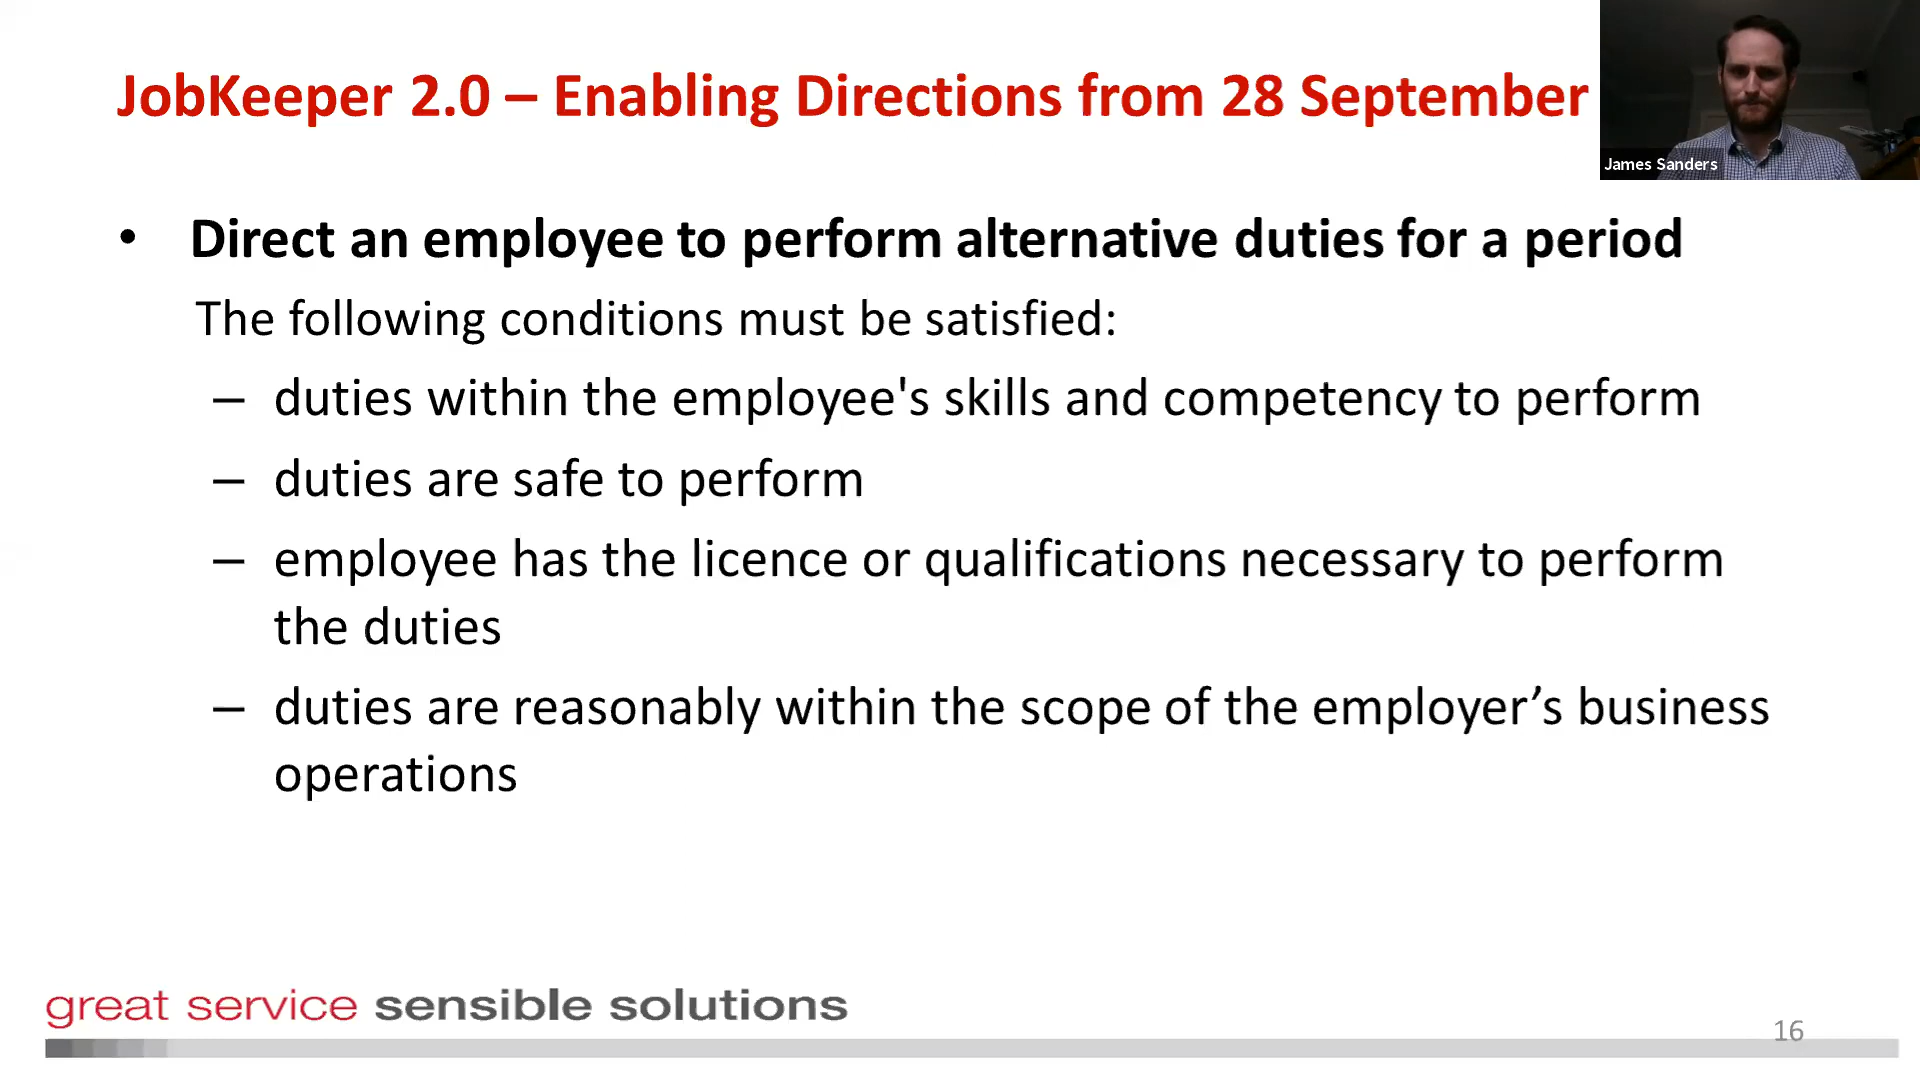 JobKeeper 2.0 – Enabling Directions from 28 September
James Sanders
• Direct an employee to perform alternative duties for a period
The following conditions must be satisfied:
– duties within the employee's skills and competency to perform
– duties are safe to perform
– employee has the licence or qualifications necessary to perform
the duties
– duties are reasonably within the scope of the employer’s business
operations
great service sensible solutions
16